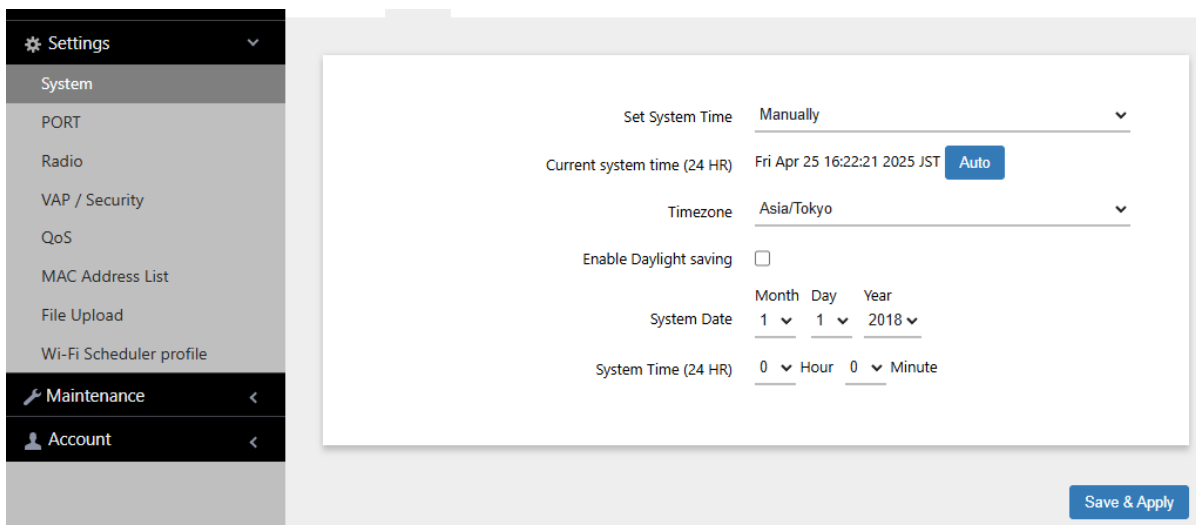 Settings
System
PORT
Radio
VAP / Security
QoS
MAC Address List
File Upload
Wi-Fi Scheduler profile
Maintenance
Account
Set System Time Manually
Current system time (24 HR) Fri Apr 25 16:22:21 2025 JST Auto
Timezone Asia/Tokyo
Enable Daylight saving
Month Day Year
System Date 1 1 2018
System Time (24 HR) 0 Hour 0 Minute
Save & Apply